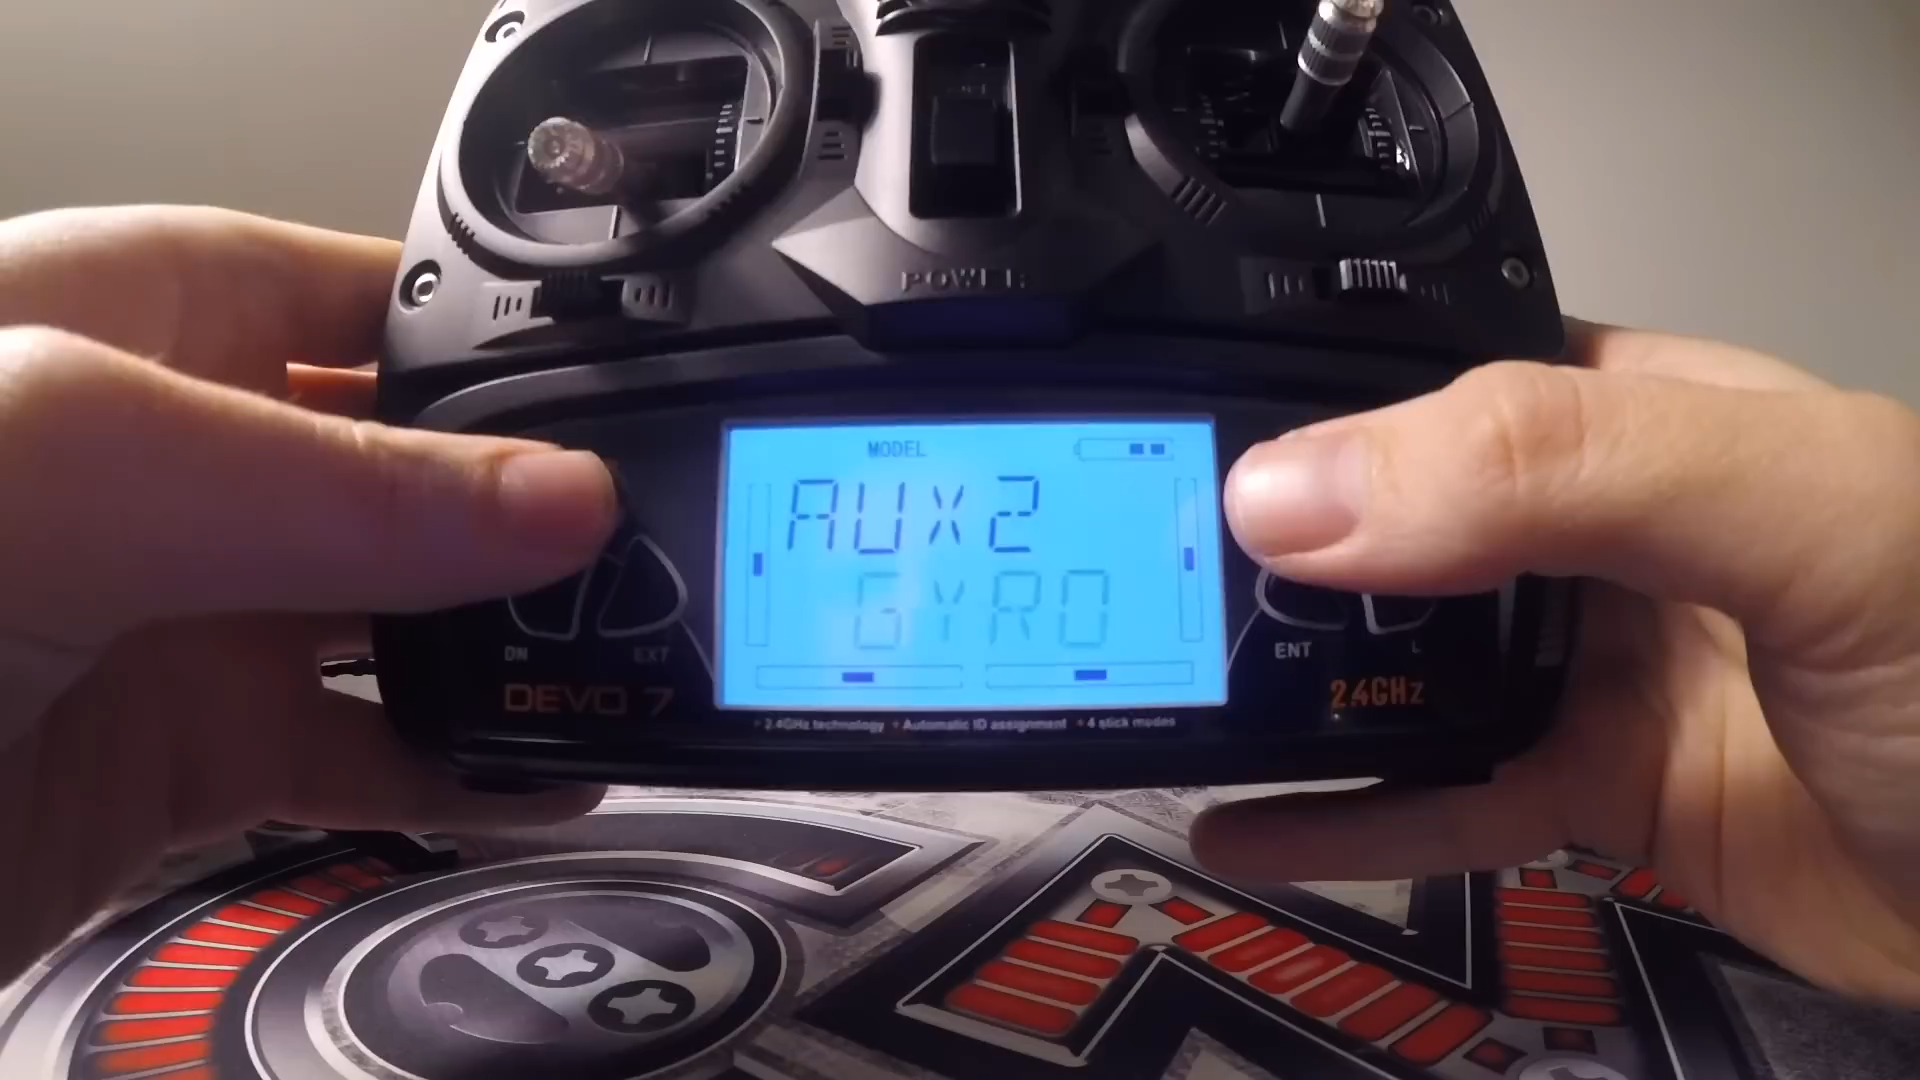 POWER
MODEL
AUX2
GYRO
DN
EXT
ENT
L
DEVO 7
2.4GHz
2.4GHz technology Automatic ID assignment 4 stick modes